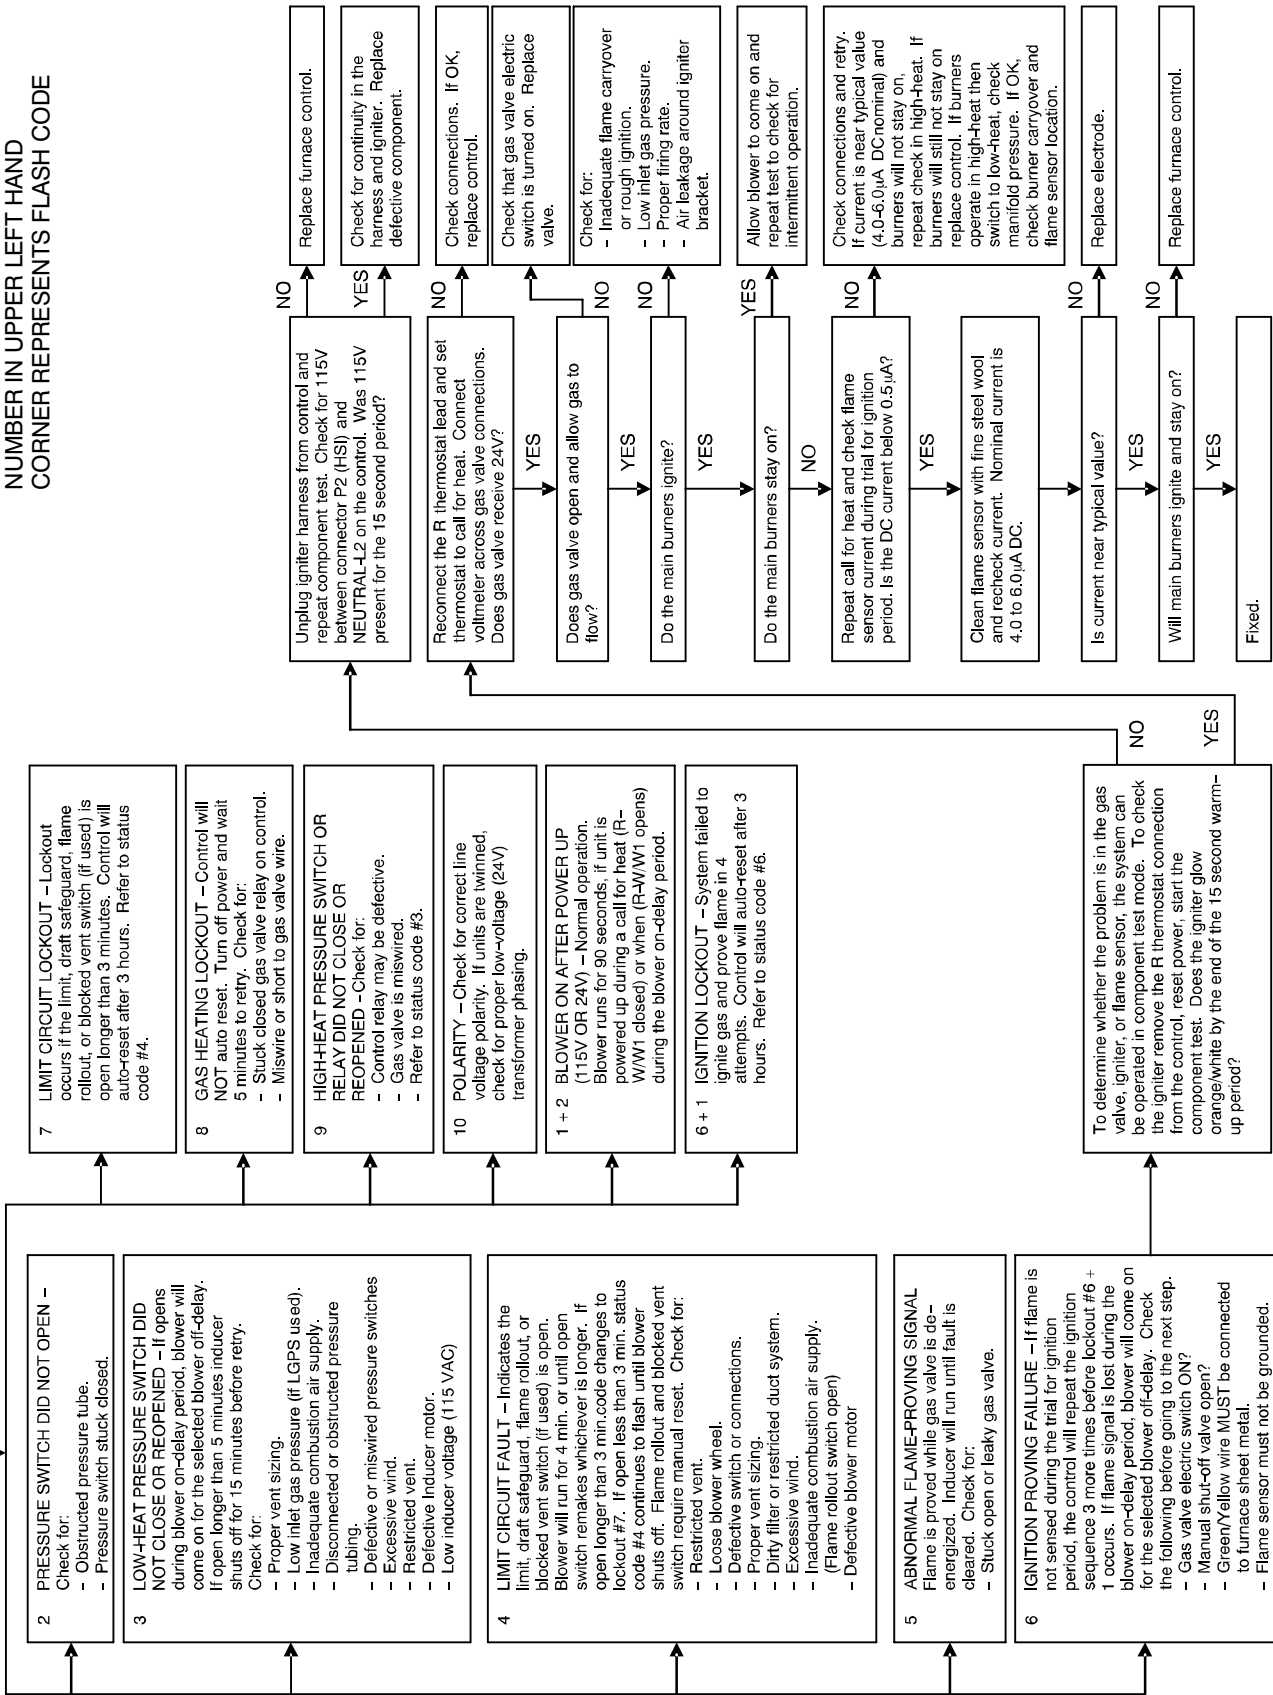 NUMBER IN UPPER LEFT HAND
CORNER REPRESENTS FLASH CODE
2 PRESSURE SWITCH DID NOT OPEN –
Check for:
- Obstructed pressure tube.
- Pressure switch stuck closed.
3 LOW-HEAT PRESSURE SWITCH DID
NOT CLOSE OR REOPENED – If opens
during blower on-delay period, blower will
come on for the selected blower off-delay.
If open longer than 5 minutes inducer
shuts off for 15 minutes before retry.
Check for:
- Proper vent sizing.
- Low inlet gas pressure (if LGPS used).
- Inadequate combustion air supply.
- Disconnected or obstructed pressure
tubing.
- Defective or miswired pressure switches
- Excessive wind.
- Restricted vent.
- Defective Inducer motor.
- Low inducer voltage (115 VAC)
4 LIMIT CIRCUIT FAULT – Indicates the
limit, draft safeguard, flame rollout, or
blocked vent switch (if used) is open.
Blower will run for 4 min. or until open
switch remakes whichever is longer. If
open longer than 3 min.code changes to
lockout #7. If open less than 3 min. status
code #4 continues to flash until blower
shuts off. Flame rollout and blocked vent
switch require manual reset. Check for:
- Restricted vent.
- Loose blower wheel.
- Defective switch or connections.
- Proper vent sizing.
- Dirty filter or restricted duct system.
- Excessive wind.
- Inadequate combustion air supply.
(Flame rollout switch open)
- Defective blower motor
5 ABNORMAL FLAME-PROVING SIGNAL
Flame is proved while gas valve is de–
energized. Inducer will run until fault is
cleared. Check for:
- Stuck open or leaky gas valve.
6 IGNITION PROVING FAILURE – If flame is
not sensed during the trial for ignition
period, the control will repeat the ignition
sequence 3 more times before lockout #6 +
1 occurs. If flame signal is lost during the
blower on-delay period, blower will come on
for the selected blower off-delay. Check
the following before going to the next step.
- Gas valve electric switch ON?
- Manual shut-off valve open?
- Green/Yellow wire MUST be connected
to furnace sheet metal.
- Flame sensor must not be grounded.
7 LIMIT CIRCUIT LOCKOUT – Lockout
occurs if the limit, draft safeguard, flame
rollout, or blocked vent switch (if used) is
open longer than 3 minutes. Control will
auto-reset after 3 hours. Refer to status
code #4.
8 GAS HEATING LOCKOUT – Control will
NOT auto reset. Turn off power and wait
5 minutes to retry. Check for:
- Stuck closed gas valve relay on control.
- Miswire or short to gas valve wire.
9 HIGH-HEAT PRESSURE SWITCH OR
RELAY DID NOT CLOSE OR
REOPENED -Check for:
- Control relay may be defective.
- Gas valve is miswired.
- Refer to status code #3.
10 POLARITY – Check for correct line
voltage polarity. If units are twinned,
check for proper low-voltage (24V)
transformer phasing.
1 + 2 BLOWER ON AFTER POWER UP
(115V OR 24V) – Normal operation.
Blower runs for 90 seconds, if unit is
powered up during a call for heat (R–
W/W1 closed) or when (R-W/W1 opens)
during the blower on-delay period.
6 + 1 IGNITION LOCKOUT – System failed to
ignite gas and prove flame in 4
attempts. Control will auto-reset after 3
hours. Refer to status code #6.
To determine whether the problem is in the gas
valve, igniter, or flame sensor, the system can
be operated in component test mode. To check
the igniter remove the R thermostat connection
from the control, reset power, start the
component test. Does the igniter glow
orange/white by the end of the 15 second warm–
up period?
NO
YES
Unplug igniter harness from control and
repeat component test. Check for 115V
between connector P2 (HSI) and
NEUTRAL-L2 on the control. Was 115V
present for the 15 second period?
NO
Replace furnace control.
YES
Check for continuity in the
harness and igniter. Replace
defective component.
Reconnect the R thermostat lead and set
thermostat to call for heat. Connect
voltmeter across gas valve connections.
Does gas valve receive 24V?
NO
Check connections. If OK,
replace control.
YES
Does gas valve open and allow gas to
flow?
NO
Check that gas valve electric
switch is turned on. Replace
valve.
YES
Do the main burners ignite?
NO
Check for:
- Inadequate flame carryover
or rough ignition.
- Low inlet gas pressure.
- Proper firing rate.
- Air leakage around igniter
bracket.
YES
Do the main burners stay on?
YES
Allow blower to come on and
repeat test to check for
intermittent operation.
NO
Repeat call for heat and check flame
sensor current during trial for ignition
period. Is the DC current below 0.5µA?
NO
Check connections and retry.
If current is near typical value
(4.0-6.0µA DCnominal) and
burners will not stay on,
repeat check in high-heat. If
burners will still not stay on
replace control. If burners
operate in high-heat then
switch to low-heat, check
manifold pressure. If OK,
check burner carryover and
flame sensor location.
YES
Clean flame sensor with fine steel wool
and recheck current. Nominal current is
4.0 to 6.0µA DC.
Is current near typical value?
NO
Replace electrode.
YES
Will main burners ignite and stay on?
NO
Replace furnace control.
YES
Fixed.